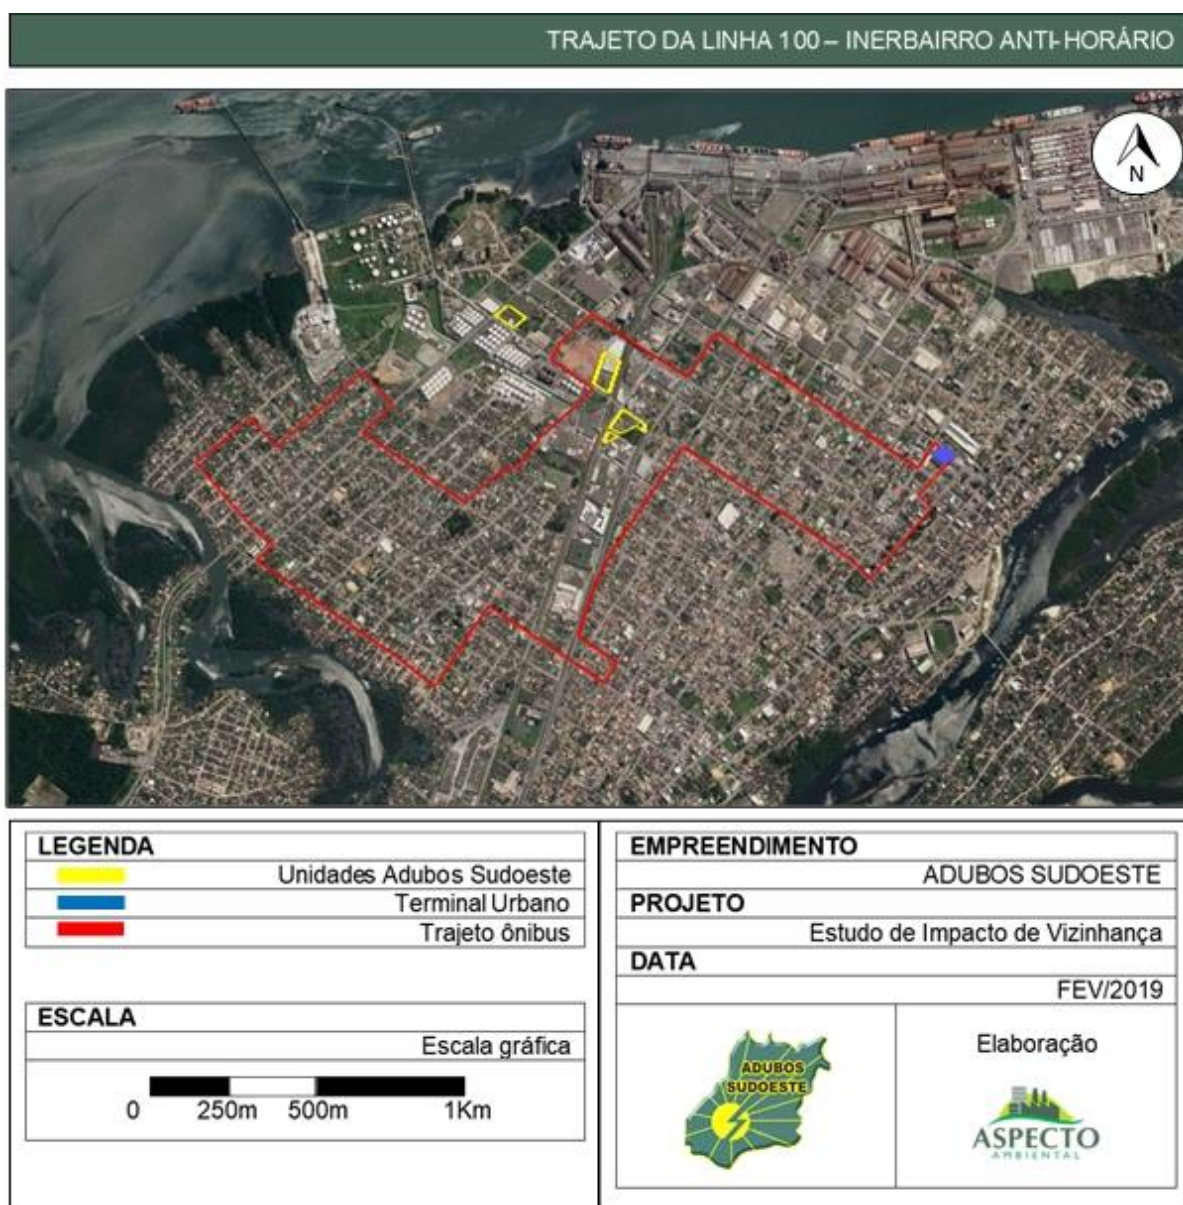 TRAJETO DA LINHA 100 – INERBAIRRO ANTI-HORÁRIO
N
LEGENDA
Unidades Adubos Sudoeste
Terminal Urbano
Trajeto ônibus
ESCALA
Escala gráfica
0 250m 500m 1Km
EMPREENDIMENTO
ADUBOS SUDOESTE
PROJETO
Estudo de Impacto de Vizinhança
DATA
FEV/2019
ADUBOS
SUDOESTE
Elaboração
ASPECTO
AMBIENTAL